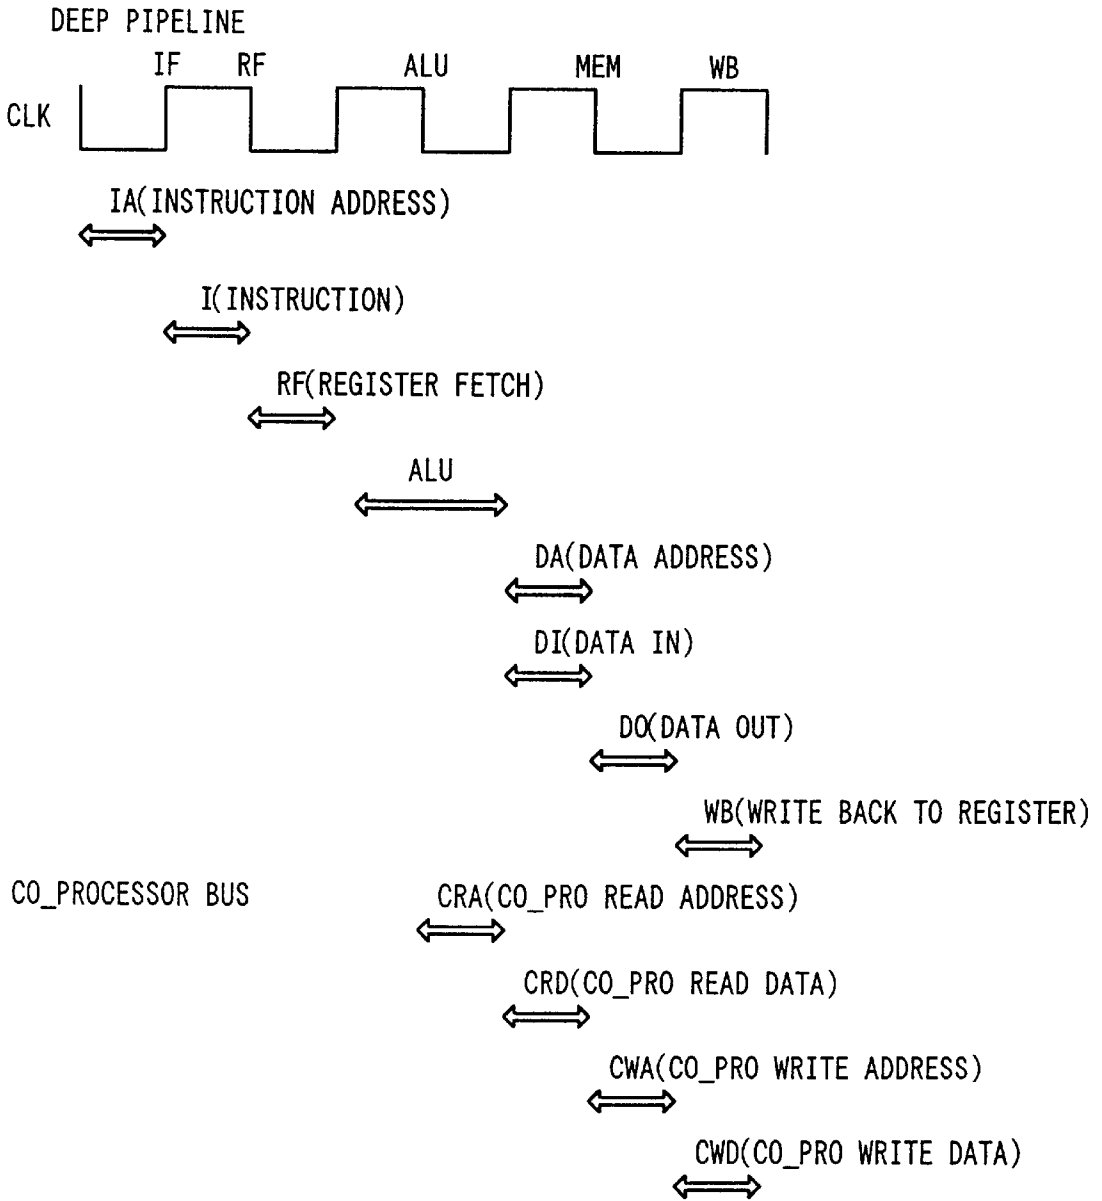 DEEP PIPELINE
IF RF ALU MEM WB
CLK
IA(INSTRUCTION ADDRESS)
I(INSTRUCTION)
RF(REGISTER FETCH)
ALU
DA(DATA ADDRESS)
DI(DATA IN)
DO(DATA OUT)
WB(WRITE BACK TO REGISTER)
CO_PROCESSOR BUS CRA(CO_PRO READ ADDRESS)
CRD(CO_PRO READ DATA)
CWA(CO_PRO WRITE ADDRESS)
CWD(CO_PRO WRITE DATA)